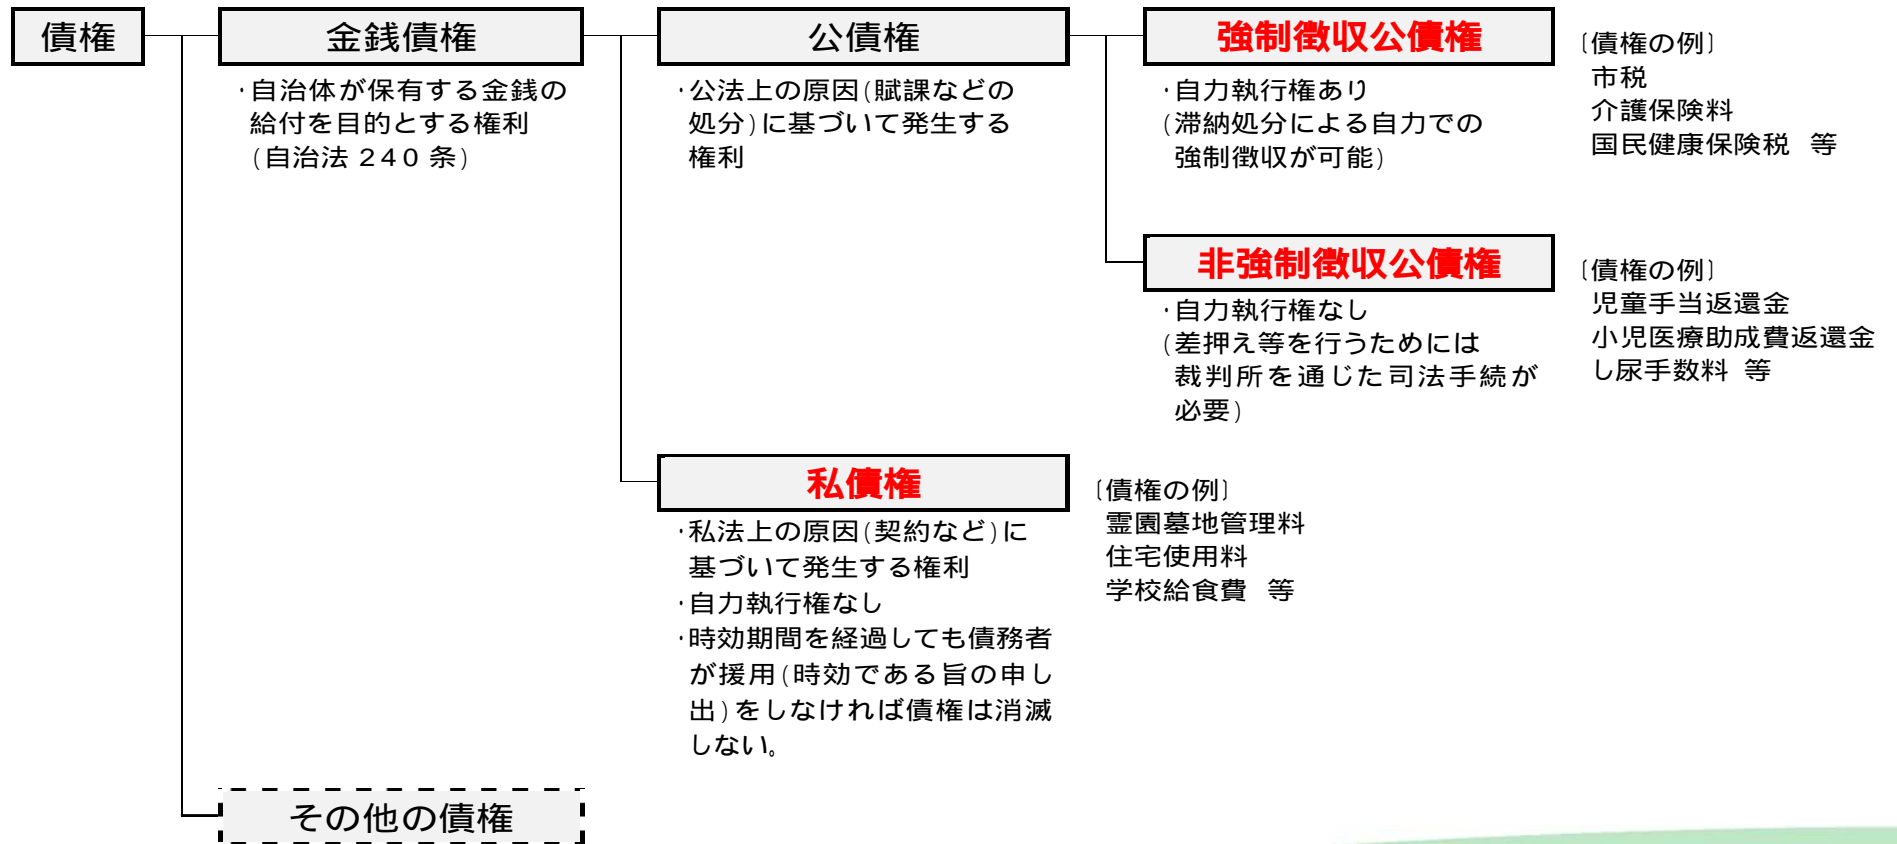 債権
金銭債権
・自治体が保有する金銭の
給付を目的とする権利
(自治法 240 条)
公債権
・公法上の原因(賦課などの
処分)に基づいて発生する
権利
強制徴収公債権
・自力執行権あり
(滞納処分による自力での
強制徴収が可能)
〔債権の例〕
市税
介護保険料
国民健康保険税 等
非強制徴収公債権
・自力執行権なし
(差押え等を行うためには
裁判所を通じた司法手続が
必要)
〔債権の例〕
児童手当返還金
小児医療助成費返還金
し尿手数料 等
私債権
・私法上の原因(契約など)に
基づいて発生する権利
・自力執行権なし
・時効期間を経過しても債務者
が援用(時効である旨の申し
出)をしなければ債権は消滅
しない。
〔債権の例〕
霊園墓地管理料
住宅使用料
学校給食費 等
その他の債権